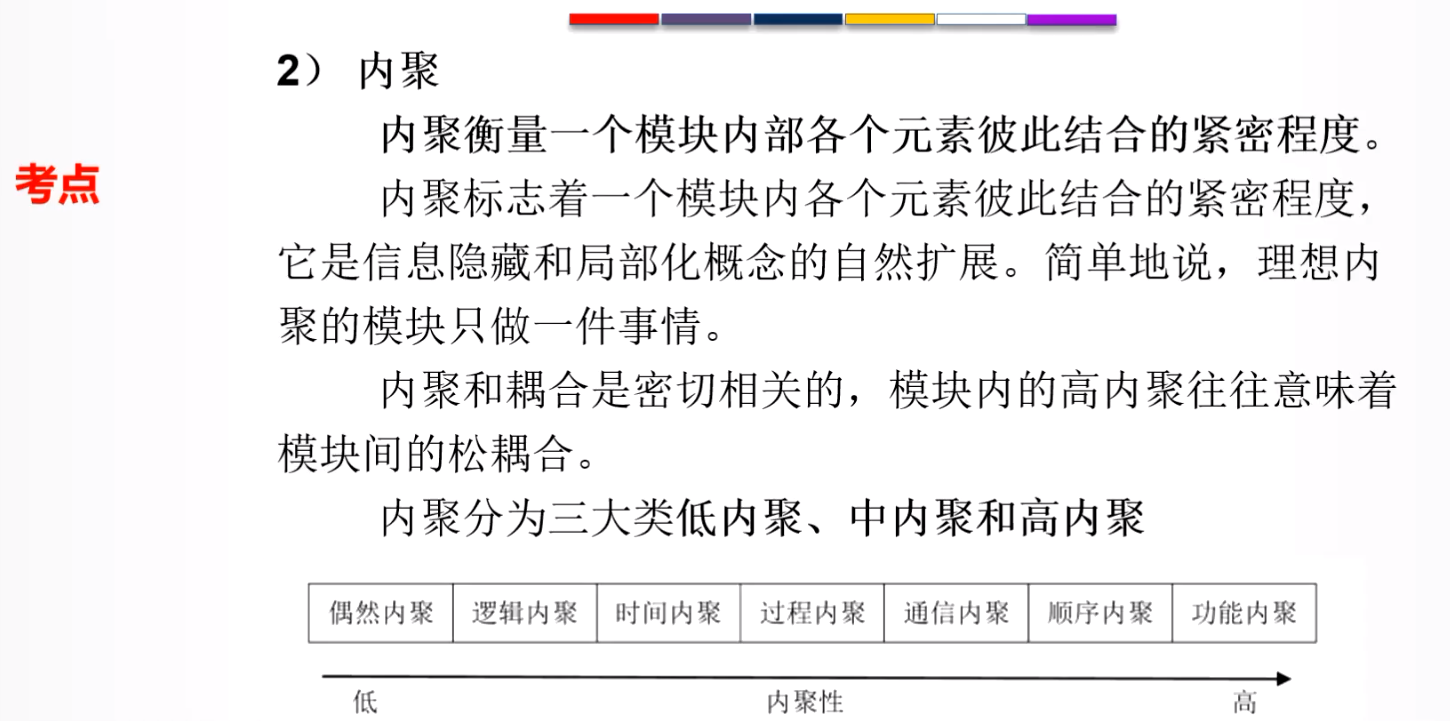 2） 内聚
内聚衡量一个模块内部各个元素彼此结合的紧密程度。
考点
内聚标志着一个模块内各个元素彼此结合的紧密程度，
它是信息隐藏和局部化概念的自然扩展。简单地说，理想内
聚的模块只做一件事情。
内聚和耦合是密切相关的，模块内的高内聚往往意味着
模块间的松耦合。
内聚分为三大类低内聚、中内聚和高内聚
偶然内聚 逻辑内聚 时间内聚 过程内聚 通信内聚 顺序内聚 功能内聚
低 内聚性 高